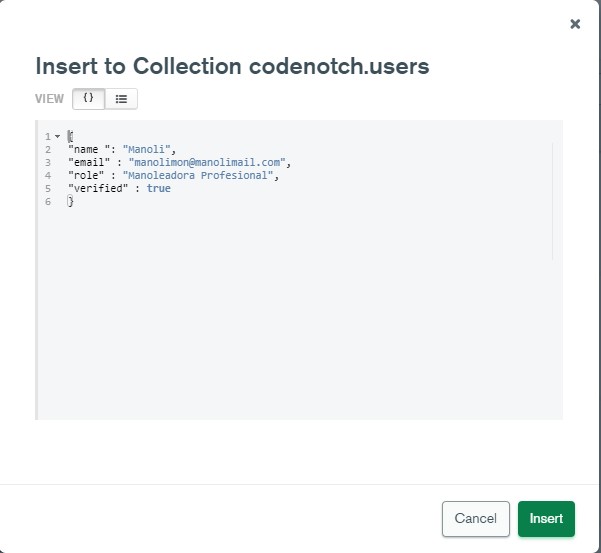 ×
Insert to Collection codenotch.users
VIEW {}
1 {
2 "name ": "Manoli",
3 "email" : "manolimon@manolimail.com",
4 "role" : "Manoleadora Profesional",
5 "verified" : true
6 }
Cancel Insert